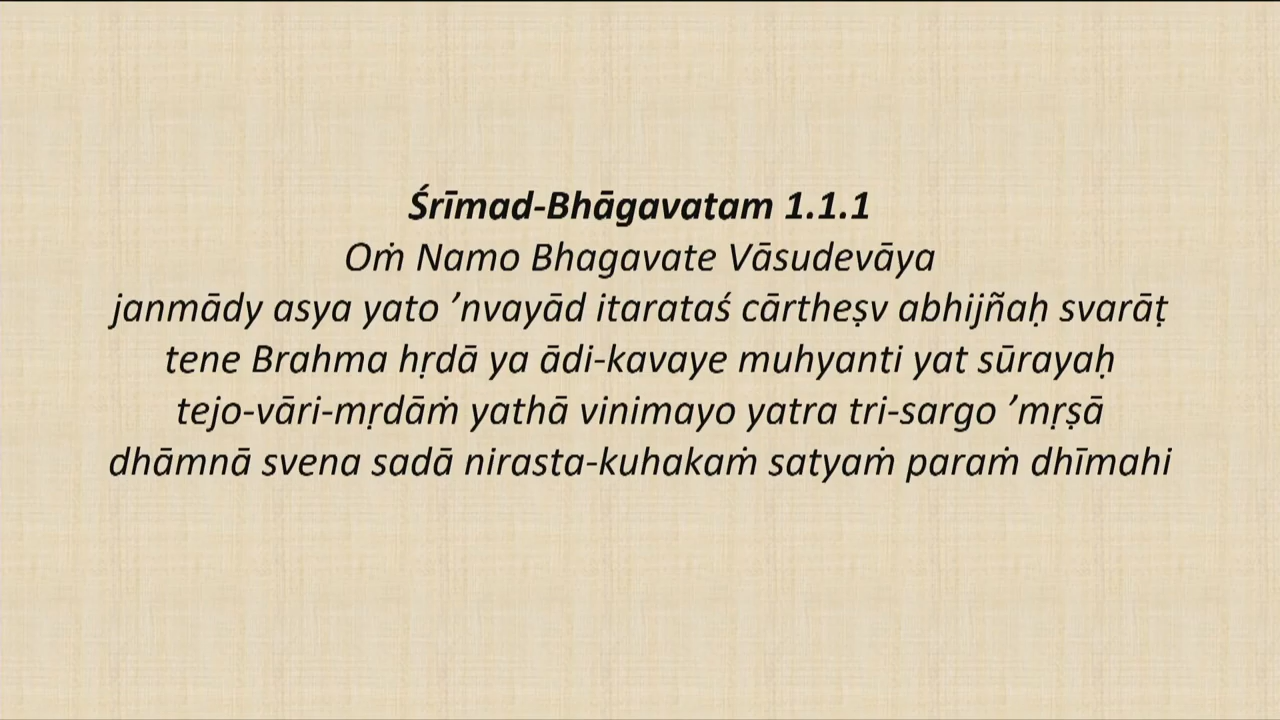 Śrīmad-Bhāgavatam 1.1.1
Oṁ Namo Bhagavate Vāsudevāya
janmādy asya yato ’nvayād itarataś cārtheṣv abhijñaḥ svarāṭ
tene Brahma hṛdā ya ādi-kavaye muhyanti yat sūrayaḥ
tejo-vāri-mṛdāṁ yathā vinimayo yatra tri-sargo ’mṛṣā
dhāmnā svena sadā nirasta-kuhakaṁ satyaṁ paraṁ dhīmahi